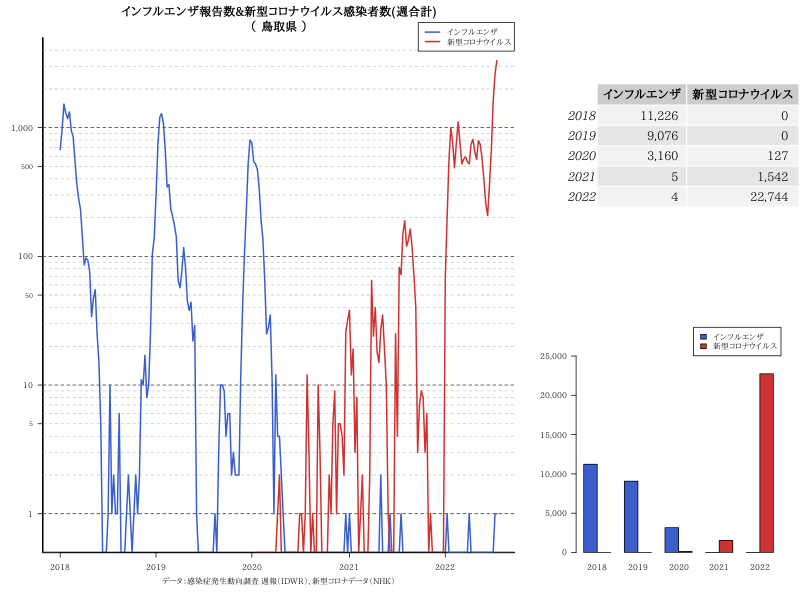 インフルエンザ報告数&新型コロナウイルス感染者数(週合計)
( 鳥取県 )
インフルエンザ
新型コロナウイルス
1,000
500
100
50
10
5
1
2018 2019 2020 2021 2022
データ：感染症発生動向調査 週報(IDWR)、新型コロナデータ(NHK)
インフルエンザ 新型コロナウイルス
2018 11,226 0
2019 9,076 0
2020 3,160 127
2021 5 1,542
2022 4 22,744
インフルエンザ
新型コロナウイルス
25,000
20,000
15,000
10,000
5,000
0
2018 2019 2020 2021 2022